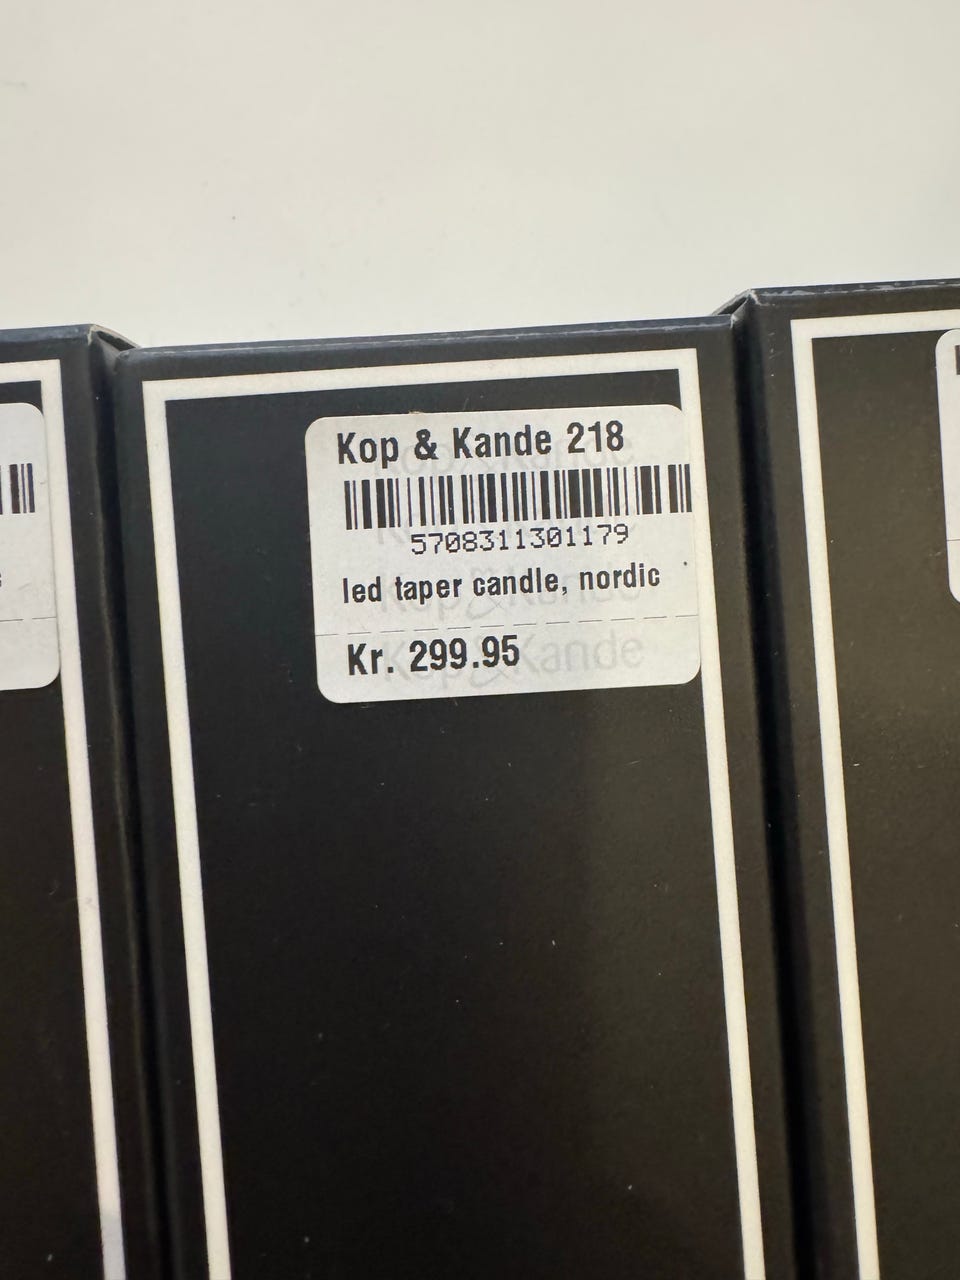 Kop & Kande 218
5708311301179
led taper candle, nordic
Kr. 299.95